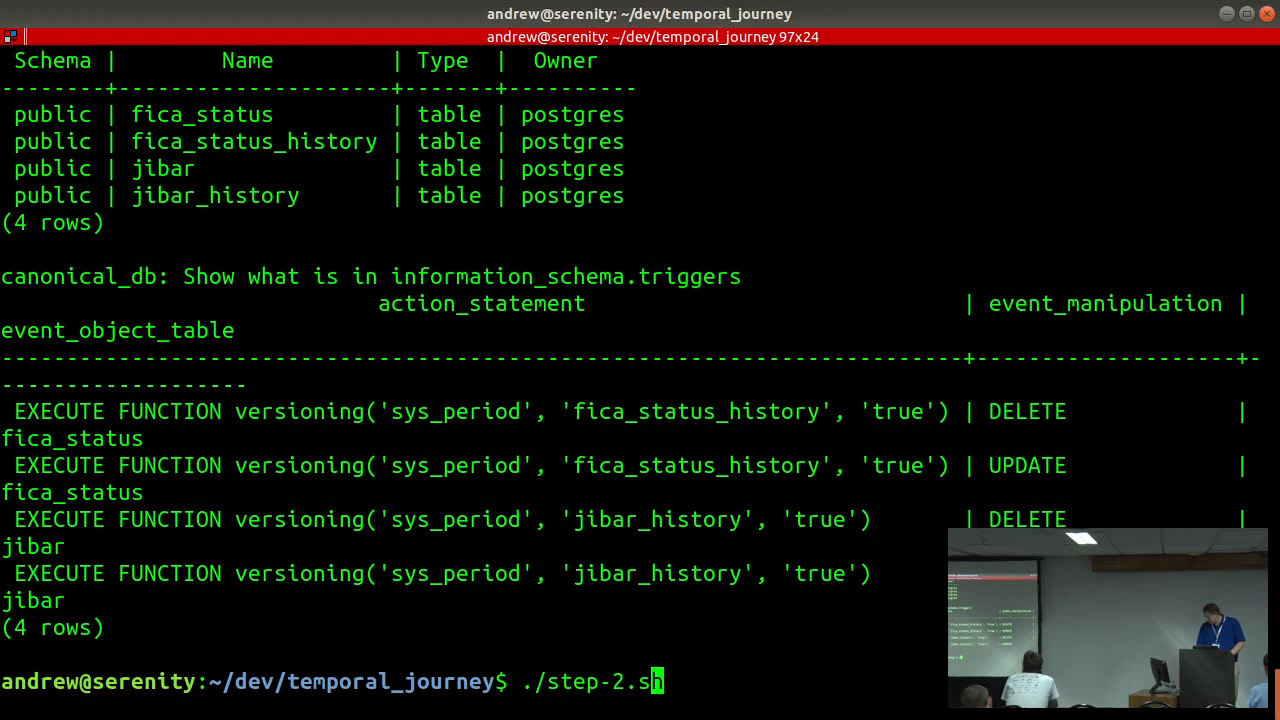 andrew@serenity: ~/dev/temporal_journey
andrew@serenity: ~/dev/temporal_journey 97x24
Schema | Name | Type | Owner
--------+---------------------+-------+----------
public | fica_status | table | postgres
public | fica_status_history | table | postgres
public | jibar | table | postgres
public | jibar_history | table | postgres
(4 rows)
canonical_db: Show what is in information_schema.triggers
action_statement | event_manipulation |
event_object_table
--------------------------------------------------------------------------+--------------------+-
-------------------
EXECUTE FUNCTION versioning('sys_period', 'fica_status_history', 'true') | DELETE |
fica_status
EXECUTE FUNCTION versioning('sys_period', 'fica_status_history', 'true') | UPDATE |
fica_status
EXECUTE FUNCTION versioning('sys_period', 'jibar_history', 'true') | DELETE |
jibar
EXECUTE FUNCTION versioning('sys_period', 'jibar_history', 'true')
jibar
(4 rows)
andrew@serenity:~/dev/temporal_journey$ ./step-2.sh